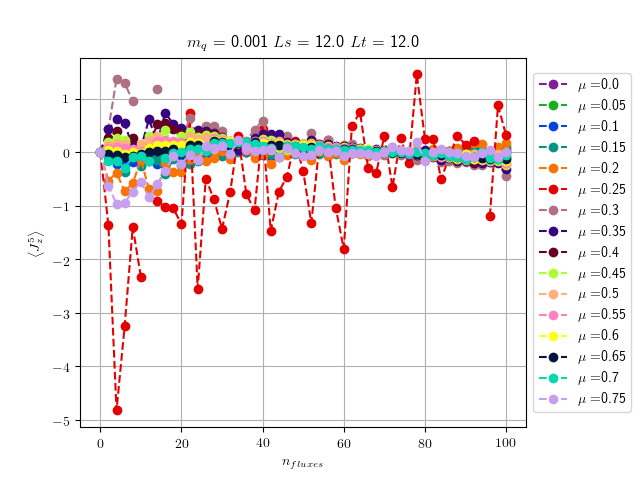 m_q = 0.001 Ls = 12.0 Lt = 12.0
1
0
−1
−2
−3
−4
−5
⟨J_z^5⟩
0 20 40 60 80 100
n_{fluxes}
μ =0.0
μ =0.05
μ =0.1
μ =0.15
μ =0.2
μ =0.25
μ =0.3
μ =0.35
μ =0.4
μ =0.45
μ =0.5
μ =0.55
μ =0.6
μ =0.65
μ =0.7
μ =0.75